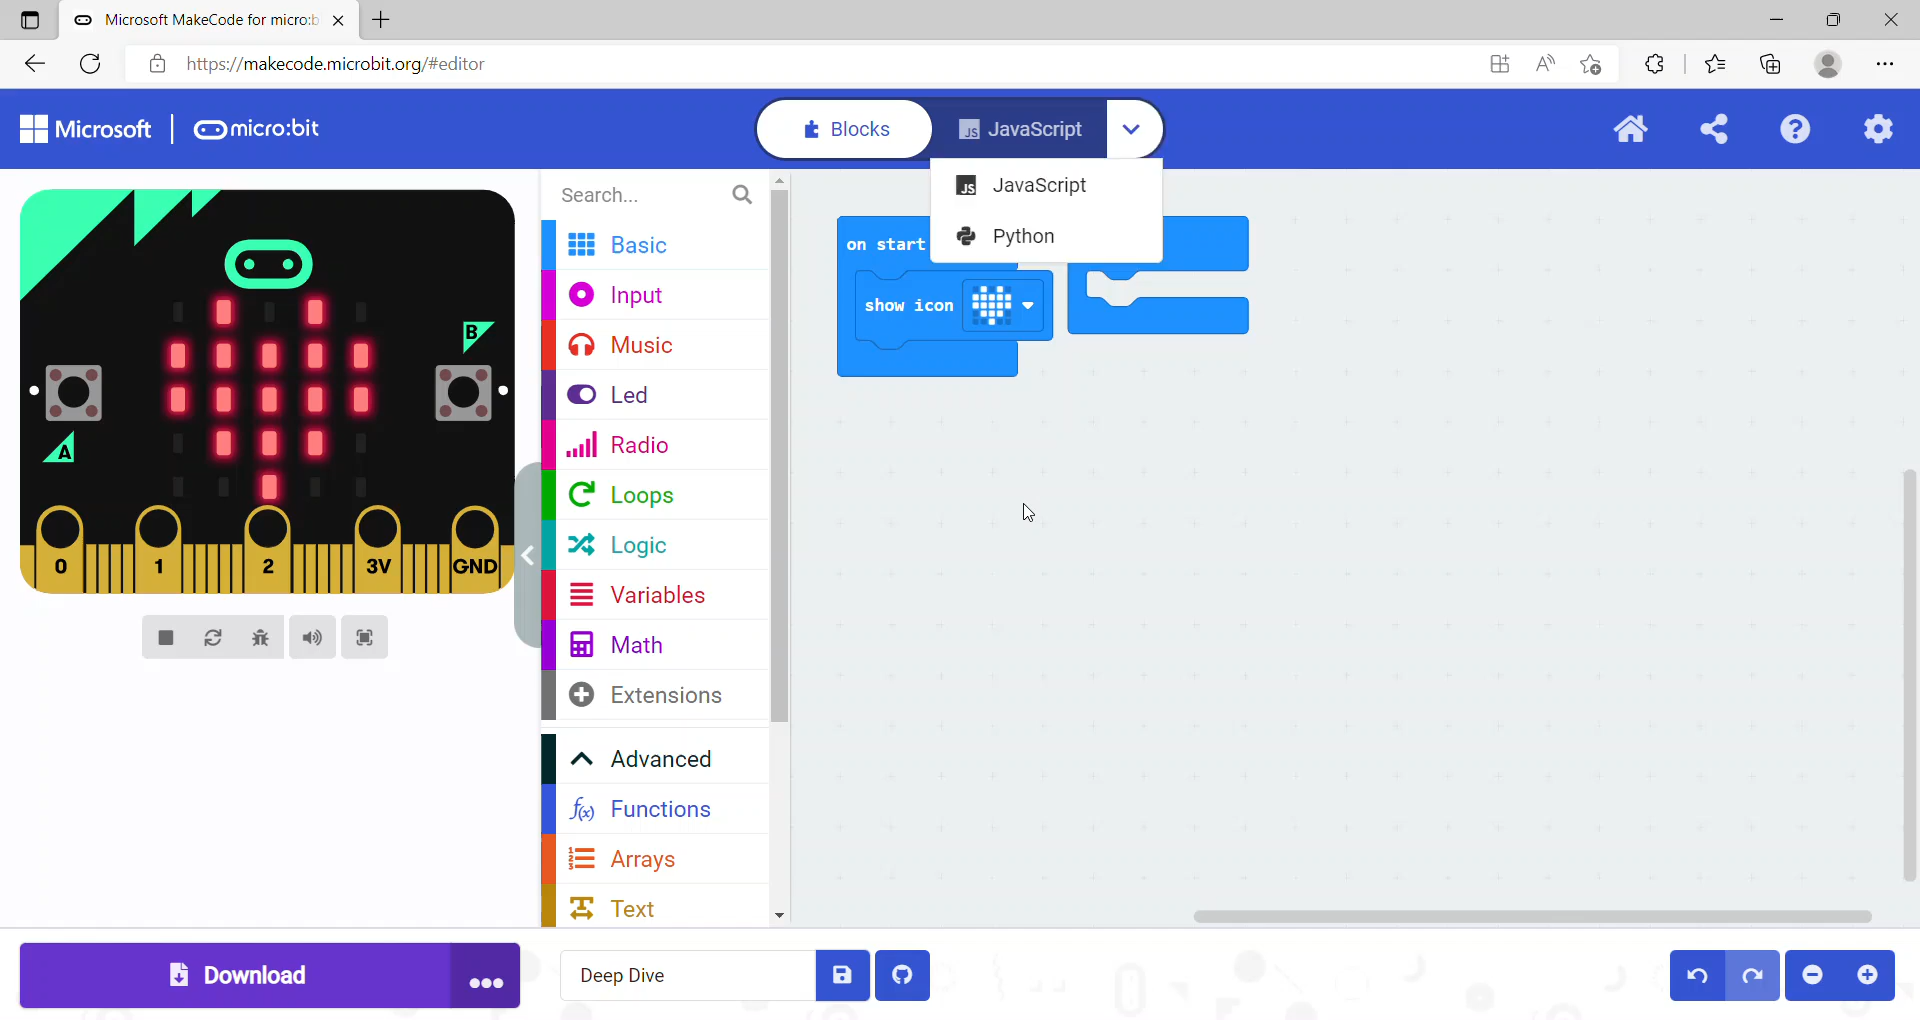 Microsoft MakeCode for micro:b
https://makecode.microbit.org/#editor
Microsoft | micro:bit
Blocks
JS JavaScript
JS JavaScript
Python
Search...
Basic
Input
Music
Led
Radio
Loops
Logic
Variables
Math
Extensions
Advanced
f(x) Functions
Arrays
Text
on start
show icon
B
A
0 1 2 3V GND
Download
Deep Dive